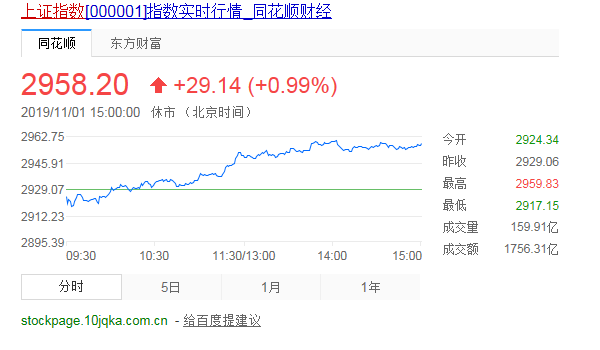 上证指数[000001]指数实时行情_同花顺财经
同花顺 东方财富
2958.20 +29.14 (+0.99%)
2019/11/01 15:00:00 休市 （北京时间）
2962.75
2945.91
2929.07
2912.23
2895.39
09:30 10:30 11:30/13:00 14:00 15:00
今开 2924.34
昨收 2929.06
最高 2959.83
最低 2917.15
成交量 159.91亿
成交额 1756.31亿
分时 5日 1月 1年
stockpage.10jqka.com.cn - 给百度提建议